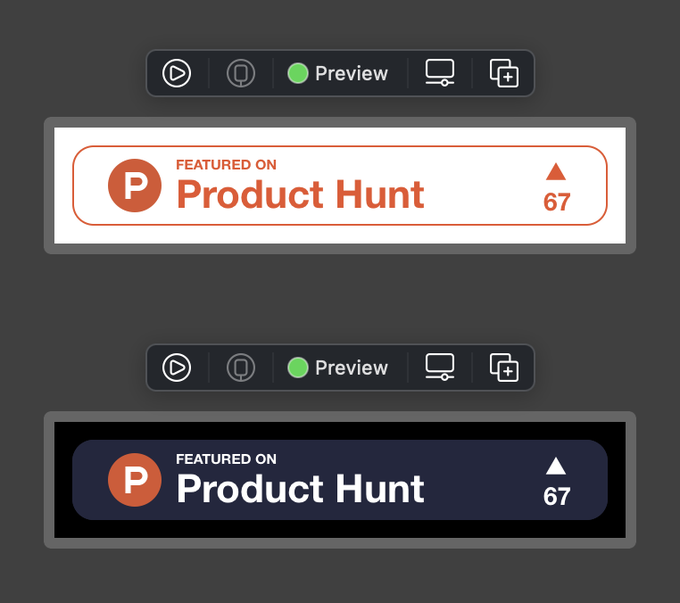 Preview
P
FEATURED ON
Product Hunt
67
Preview
P
FEATURED ON
Product Hunt
67